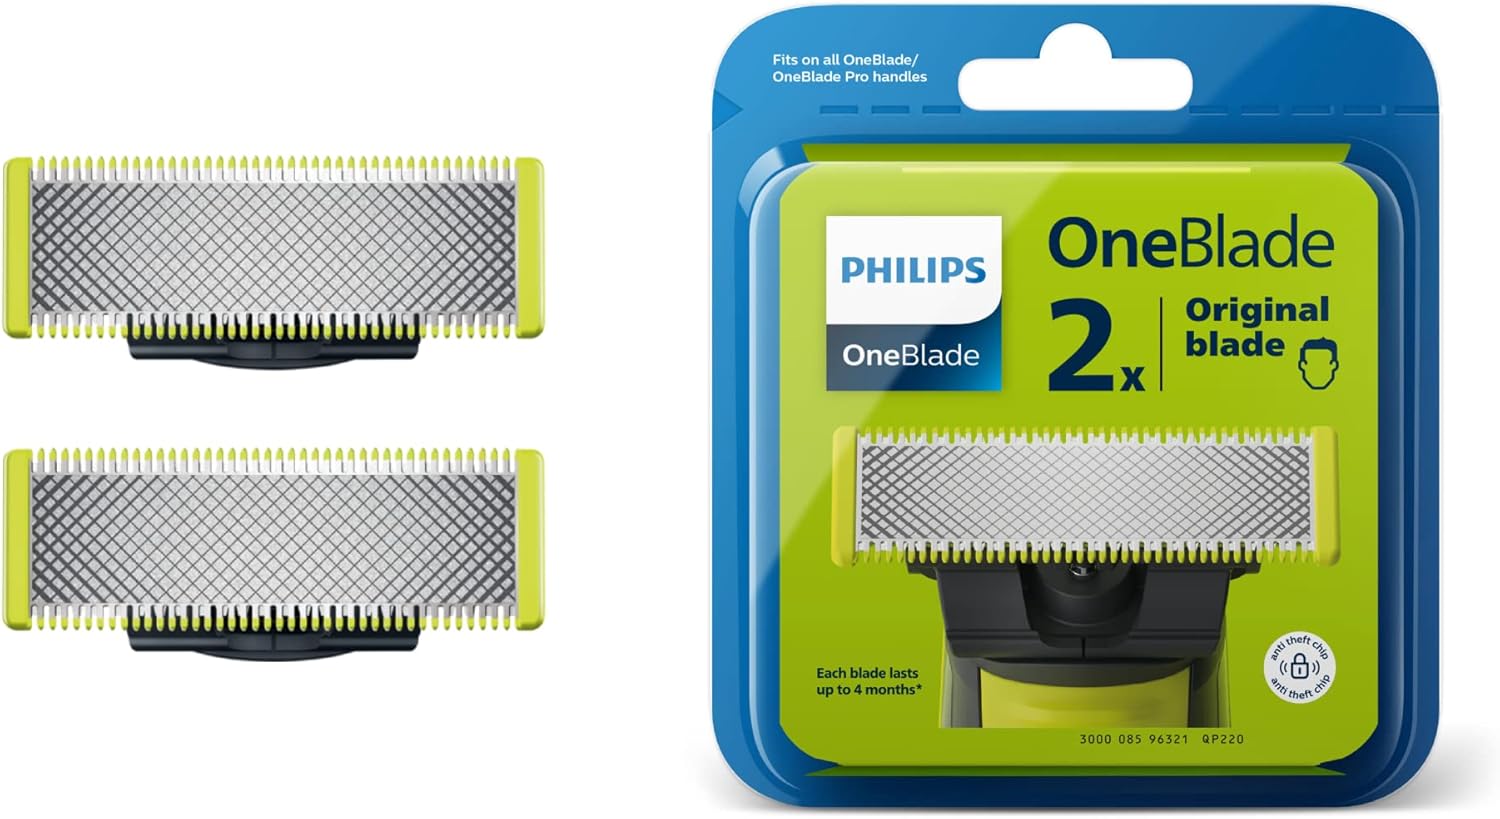 Fits on all OneBlade/
OneBlade Pro handles
PHILIPS
OneBlade
OneBlade
2x
Original
blade
Each blade lasts
up to 4 months*
anti theft chip
anti theft chip
3000 085 96321 QP220